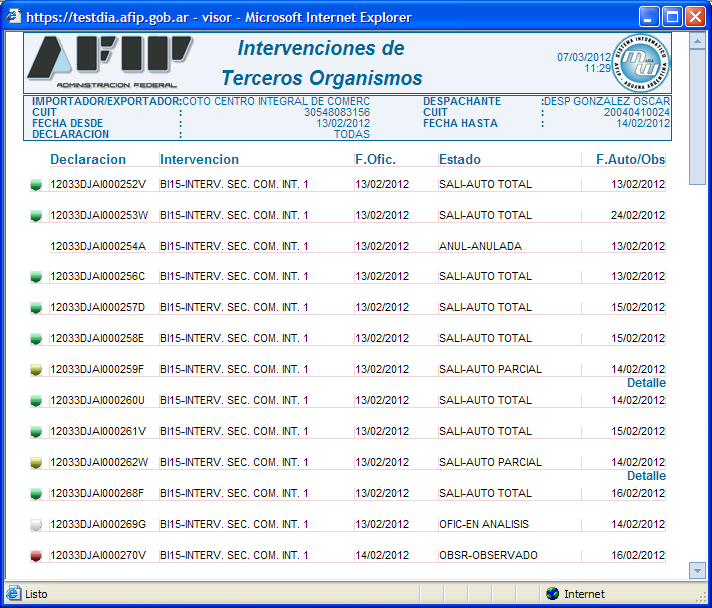 https://testdia.afip.gob.ar - visor - Microsoft Internet Explorer
AFIP
ADMINISTRACION FEDERAL
Intervenciones de
Terceros Organismos
07/03/2012
11:29
SISTEMA INFORMATICO
MARIA
AFIP - ADUANA ARGENTINA
IMPORTADOR/EXPORTADOR: COTO CENTRO INTEGRAL DE COMERC DESPACHANTE : DESP GONZALEZ OSCAR
CUIT : 30548083156 CUIT : 20040410024
FECHA DESDE : 13/02/2012 FECHA HASTA : 14/02/2012
DECLARACION : TODAS
Declaracion Intervencion F.Ofic. Estado F.Auto/Obs
12033DJAI000252V BI15-INTERV. SEC. COM. INT. 1 13/02/2012 SALI-AUTO TOTAL 13/02/2012
12033DJAI000253W BI15-INTERV. SEC. COM. INT. 1 13/02/2012 SALI-AUTO TOTAL 24/02/2012
12033DJAI000254A BI15-INTERV. SEC. COM. INT. 1 13/02/2012 ANUL-ANULADA 13/02/2012
12033DJAI000256C BI15-INTERV. SEC. COM. INT. 1 13/02/2012 SALI-AUTO TOTAL 13/02/2012
12033DJAI000257D BI15-INTERV. SEC. COM. INT. 1 13/02/2012 SALI-AUTO TOTAL 15/02/2012
12033DJAI000258E BI15-INTERV. SEC. COM. INT. 1 13/02/2012 SALI-AUTO TOTAL 15/02/2012
12033DJAI000259F BI15-INTERV. SEC. COM. INT. 1 13/02/2012 SALI-AUTO PARCIAL 14/02/2012
Detalle
12033DJAI000260U BI15-INTERV. SEC. COM. INT. 1 13/02/2012 SALI-AUTO TOTAL 14/02/2012
12033DJAI000261V BI15-INTERV. SEC. COM. INT. 1 13/02/2012 SALI-AUTO TOTAL 15/02/2012
12033DJAI000262W BI15-INTERV. SEC. COM. INT. 1 13/02/2012 SALI-AUTO PARCIAL 14/02/2012
Detalle
12033DJAI000268F BI15-INTERV. SEC. COM. INT. 1 13/02/2012 SALI-AUTO TOTAL 16/02/2012
12033DJAI000269G BI15-INTERV. SEC. COM. INT. 1 13/02/2012 OFIC-EN ANALISIS 14/02/2012
12033DJAI000270V BI15-INTERV. SEC. COM. INT. 1 14/02/2012 OBSR-OBSERVADO 16/02/2012
Listo Internet